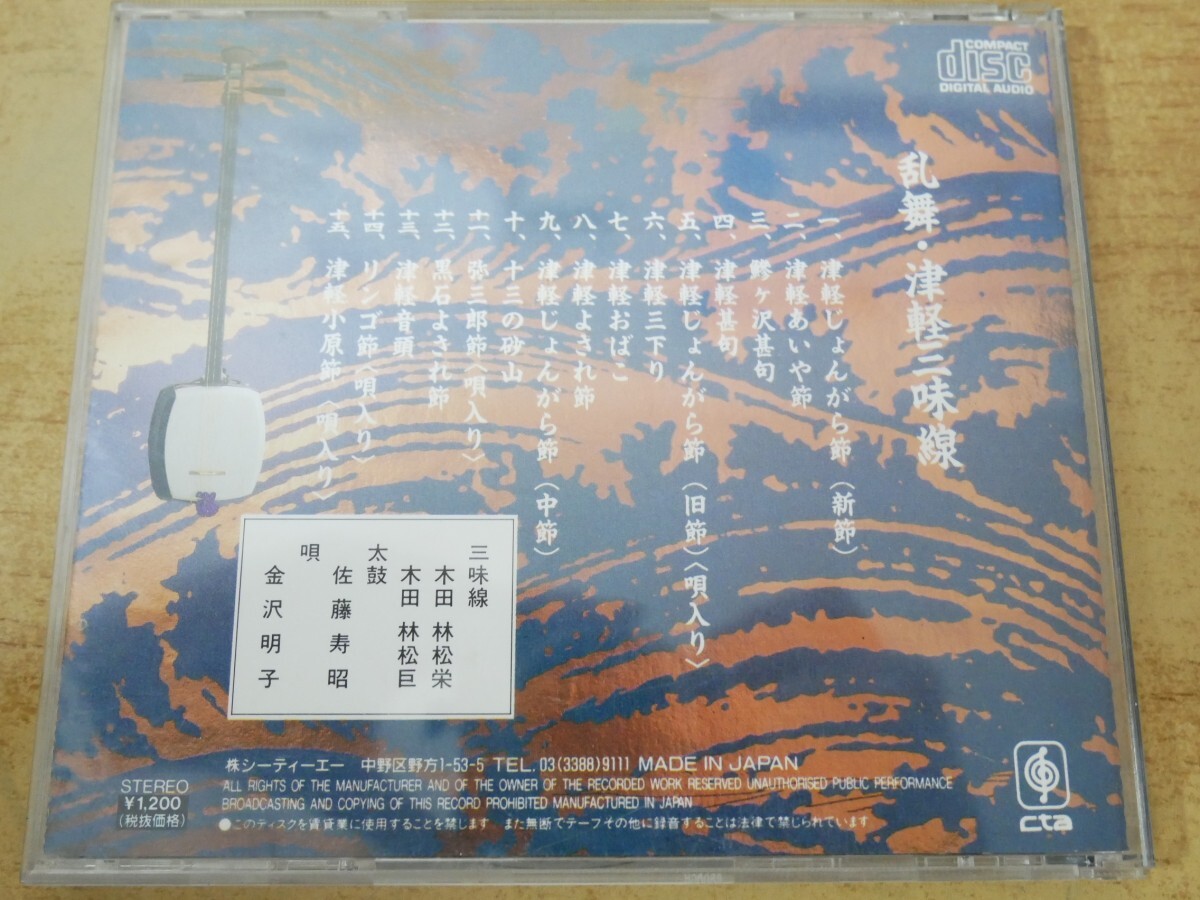 COMPACT
disc
DIGITAL AUDIO
乱舞・津軽三味線
一、津軽じょんがら節（新節）
二、津軽あいや節
三、鰺ヶ沢甚句
四、津軽甚句
五、津軽じょんがら節（旧節）〈唄入り〉
六、津軽三下り
七、津軽おばこ
八、津軽よされ節
九、津軽じょんがら節（中節）
十、十三の砂山
十一、弥三郎節〈唄入り〉
十二、黒石よされ節
十三、津軽音頭
十四、リンゴ節〈唄入り〉
十五、津軽小原節〈唄入り〉
三味線
木田 林松栄
木田 林松巨
太鼓
佐藤寿昭
唄
金沢明子
STEREO
¥1,200
(税抜価格)
株シーティーエー 中野区野方1-53-5 TEL. 03(3388)9111 MADE IN JAPAN
ALL RIGHTS OF THE MANUFACTURER AND OF THE OWNER OF THE RECORDED WORK RESERVED UNAUTHORISED PUBLIC PERFORMANCE
BROADCASTING AND COPYING OF THIS RECORD PROHIBITED MANUFACTURED IN JAPAN
●このディスクを賃貸業に使用することを禁じます また無断でテープその他に録音することは法律で禁じられています
cta